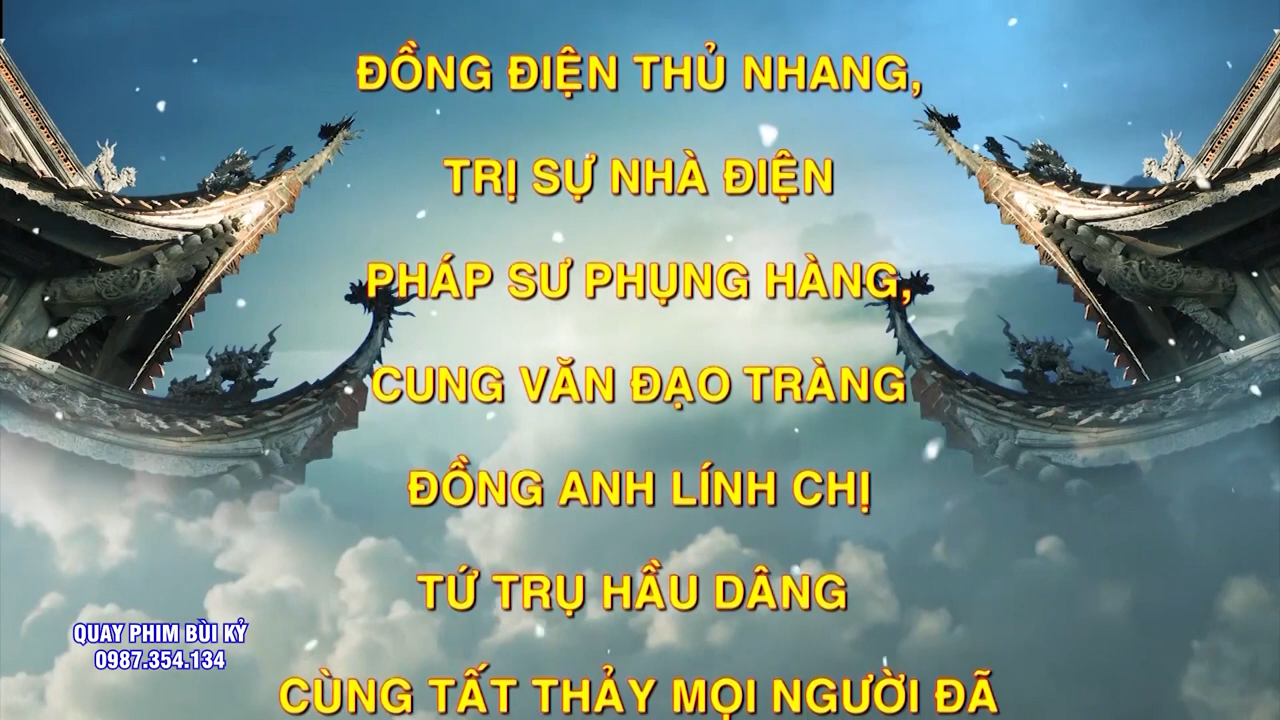 ĐỒNG ĐIỆN THỦ NHANG,
TRỊ SỰ NHÀ ĐIỆN
PHÁP SƯ PHỤNG HÀNG,
CUNG VĂN ĐẠO TRÀNG
ĐỒNG ANH LÍNH CHỊ
TỨ TRỤ HẦU DÂNG
QUAY PHIM BÙI KỶ
0987.354.134
CÙNG TẤT THẢY MỌI NGƯỜI ĐÃ